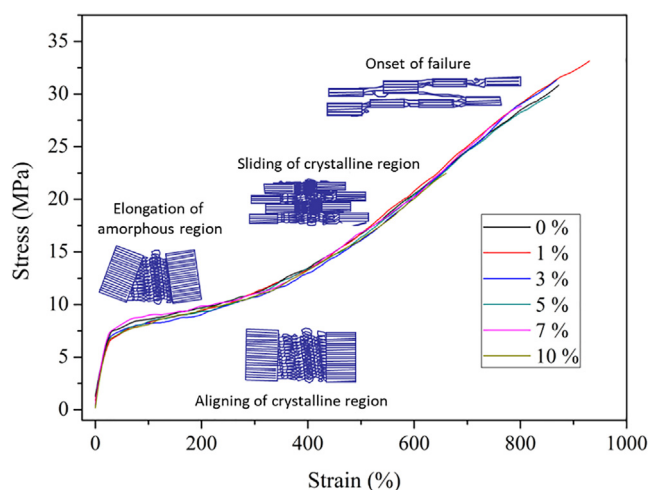 35
30
25
20
15
10
5
0
Stress (MPa)
Onset of failure
Sliding of crystalline region
Elongation of
amorphous region
Aligning of crystalline region
0 %
1 %
3 %
5 %
7 %
10 %
0
200
400
600
800
1000
Strain (%)